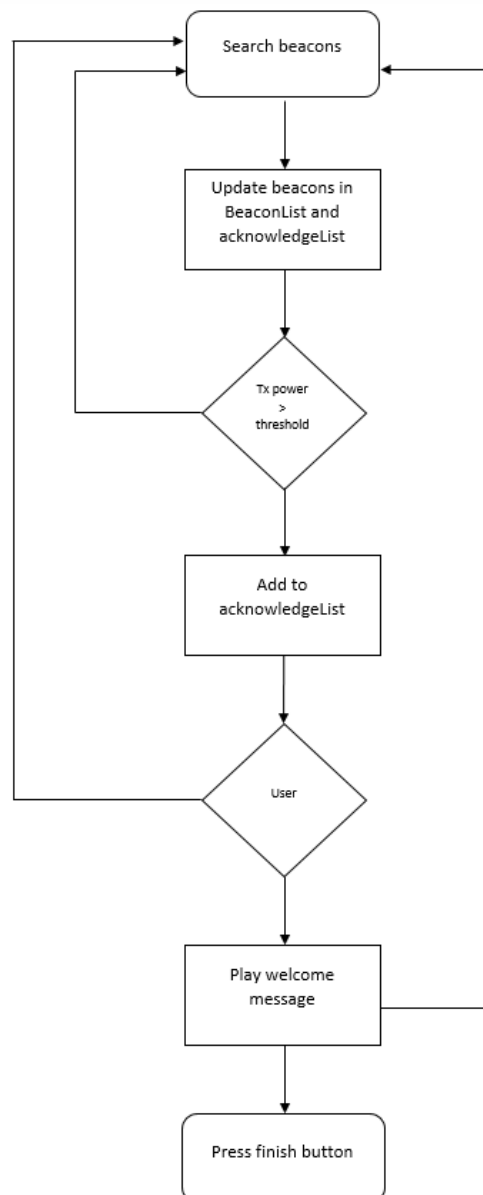 Search beacons
Update beacons in
BeaconList and
acknowledgeList
Tx power
>
threshold
Add to
acknowledgeList
User
Play welcome
message
Press finish button